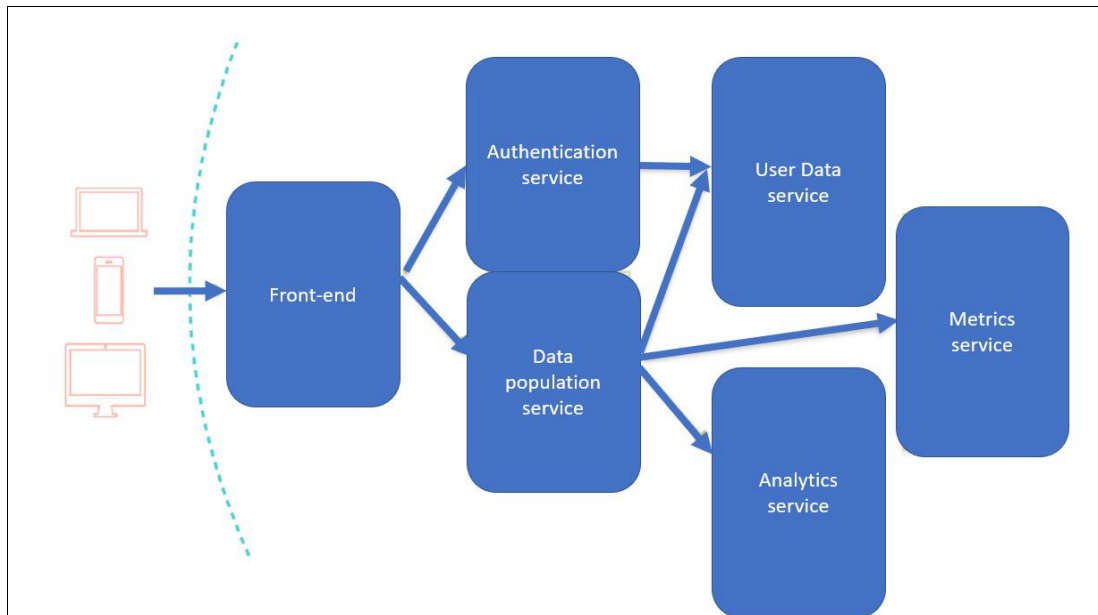 Front-end
Authentication
service
Data
population
service
User Data
service
Metrics
service
Analytics
service